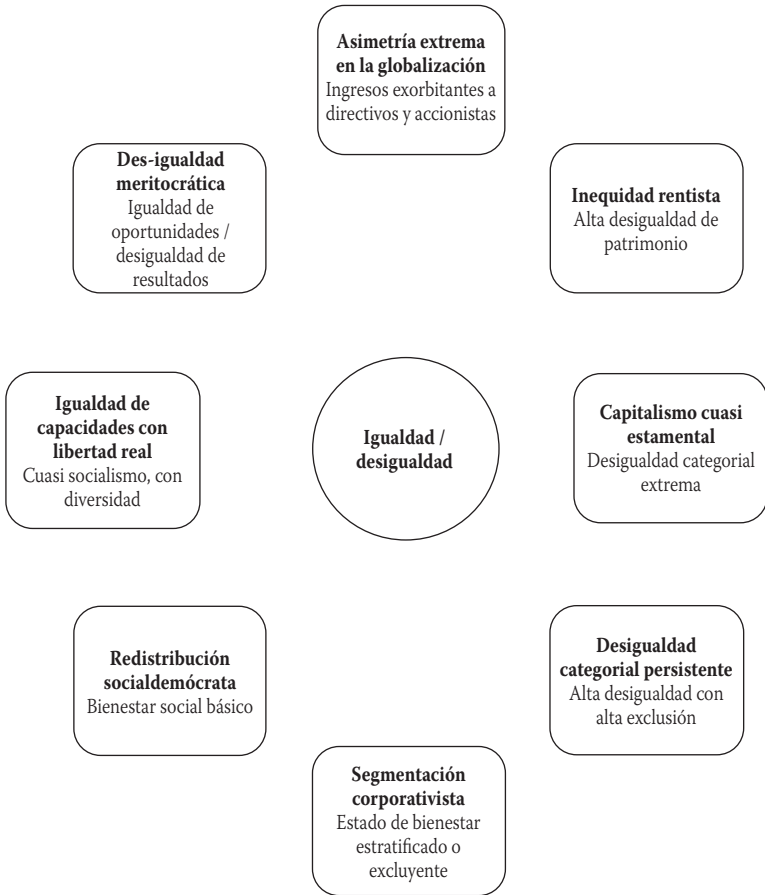 Asimetría extrema
en la globalización
Ingresos exorbitantes a
directivos y accionistas
Des-igualdad
meritocrática
Igualdad de
oportunidades /
desigualdad de
resultados
Inequidad rentista
Alta desigualdad de
patrimonio
Igualdad de
capacidades con
libertad real
Cuasi socialismo, con
diversidad
Igualdad /
desigualdad
Capitalismo cuasi
estamental
Desigualdad categorial
extrema
Redistribución
socialdemócrata
Bienestar social básico
Desigualdad
categorial persistente
Alta desigualdad con
alta exclusión
Segmentación
corporativista
Estado de bienestar
estratificado o
excluyente